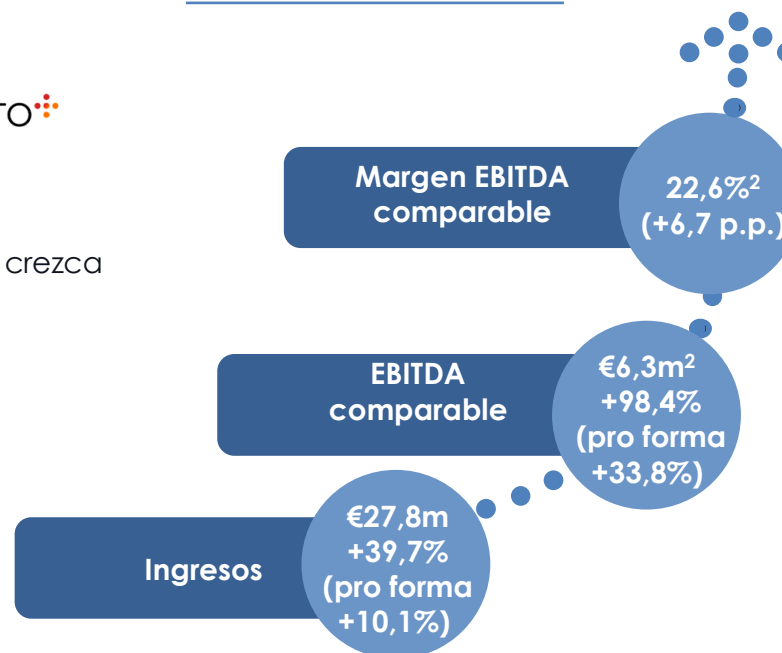 TO
Margen EBITDA
comparable
22,6%²
(+6,7 p.p.)
crezca
EBITDA
comparable
€6,3m²
+98,4%
(pro forma
+33,8%)
Ingresos
€27,8m
+39,7%
(pro forma
+10,1%)